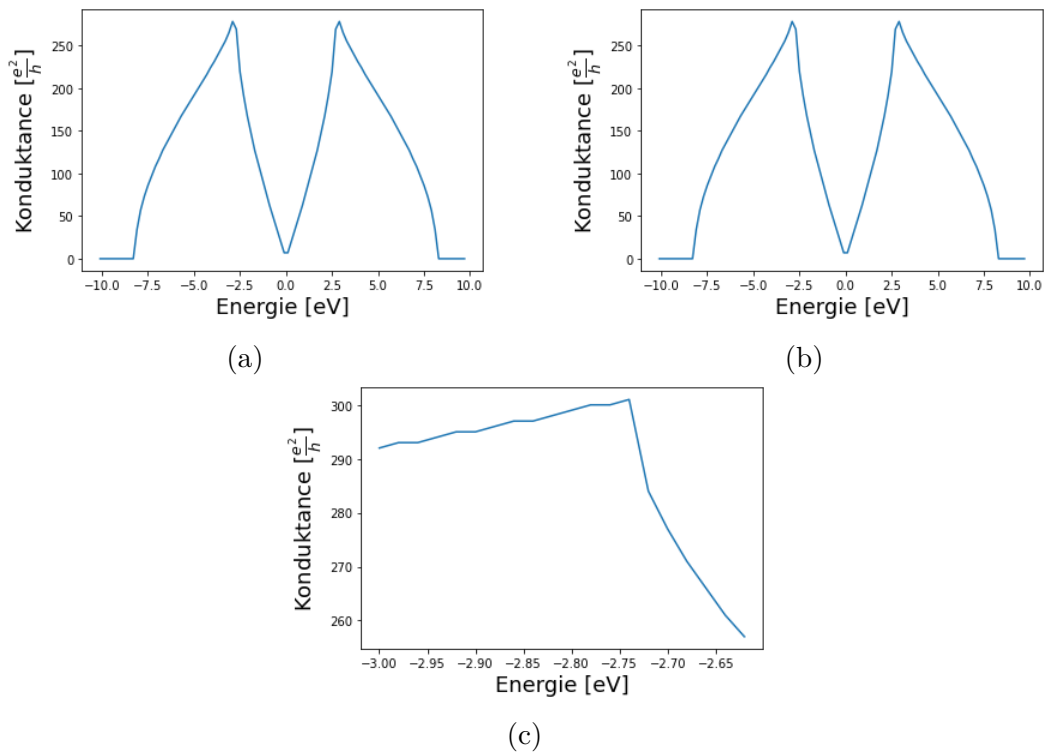 Konduktance [e²/h]
250
200
150
100
50
0
−10.0 −7.5 −5.0 −2.5 0.0 2.5 5.0 7.5 10.0
Energie [eV]
(a)
Konduktance [e²/h]
250
200
150
100
50
0
−10.0 −7.5 −5.0 −2.5 0.0 2.5 5.0 7.5 10.0
Energie [eV]
(b)
Konduktance [e²/h]
300
290
280
270
260
−3.00 −2.95 −2.90 −2.85 −2.80 −2.75 −2.70 −2.65
Energie [eV]
(c)